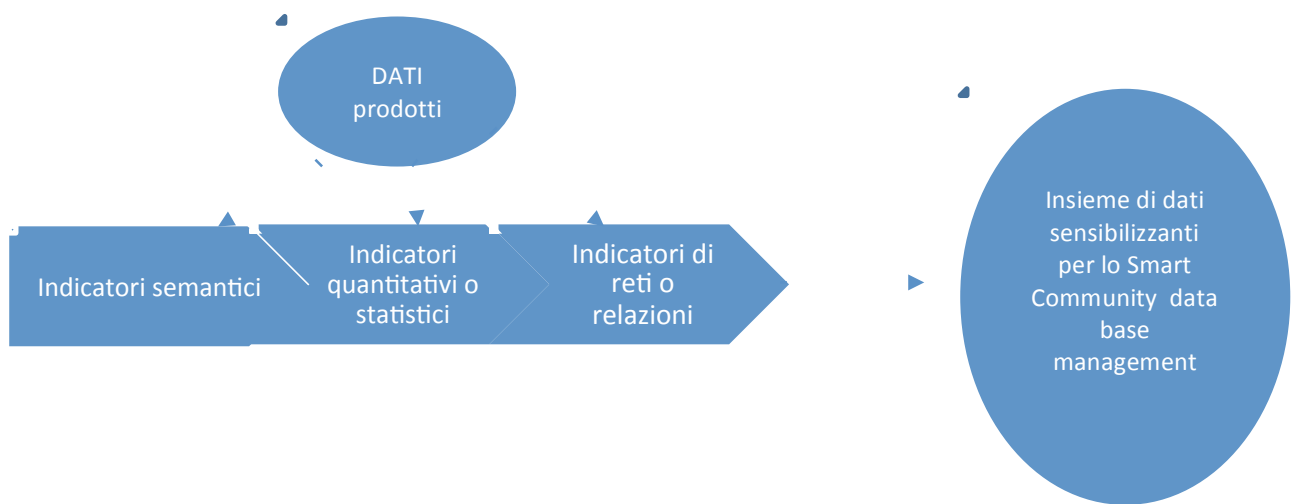 DATI
prodotti
Indicatori semantici
Indicatori
quantitativi o
statistici
Indicatori di
reti o
relazioni
Insieme di dati
sensibilizzanti
per lo Smart
Community data
base
management